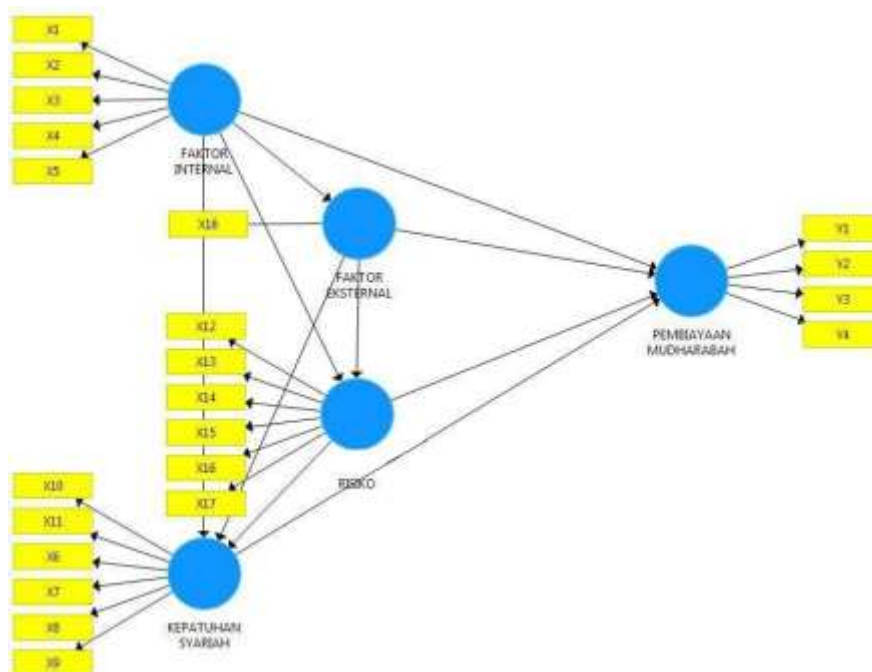 X1
X2
X3
X4
X5
FAKTOR
INTERNAL
X18
FAKTOR
EKSTERNAL
Y1
Y2
Y3
Y4
PEMBIAYAAN
MUDHARABAH
X12
X13
X14
X15
X16
X17
RISIKO
X10
X11
X6
X7
X8
X9
KEPATUHAN
SYARIAH